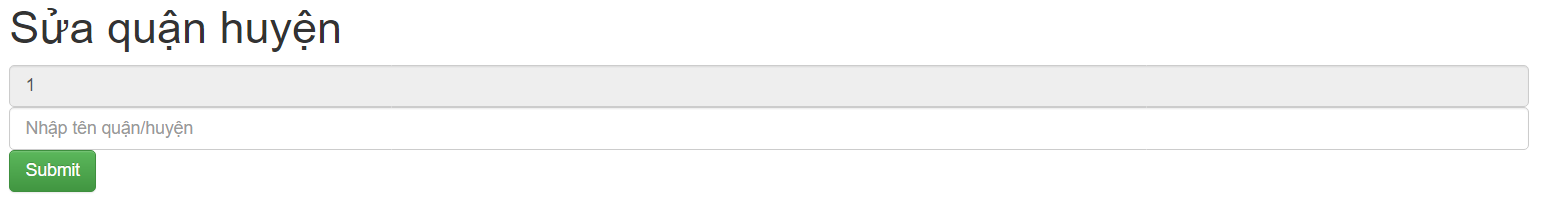 Sửa quận huyện
1
Nhập tên quận/huyện
Submit